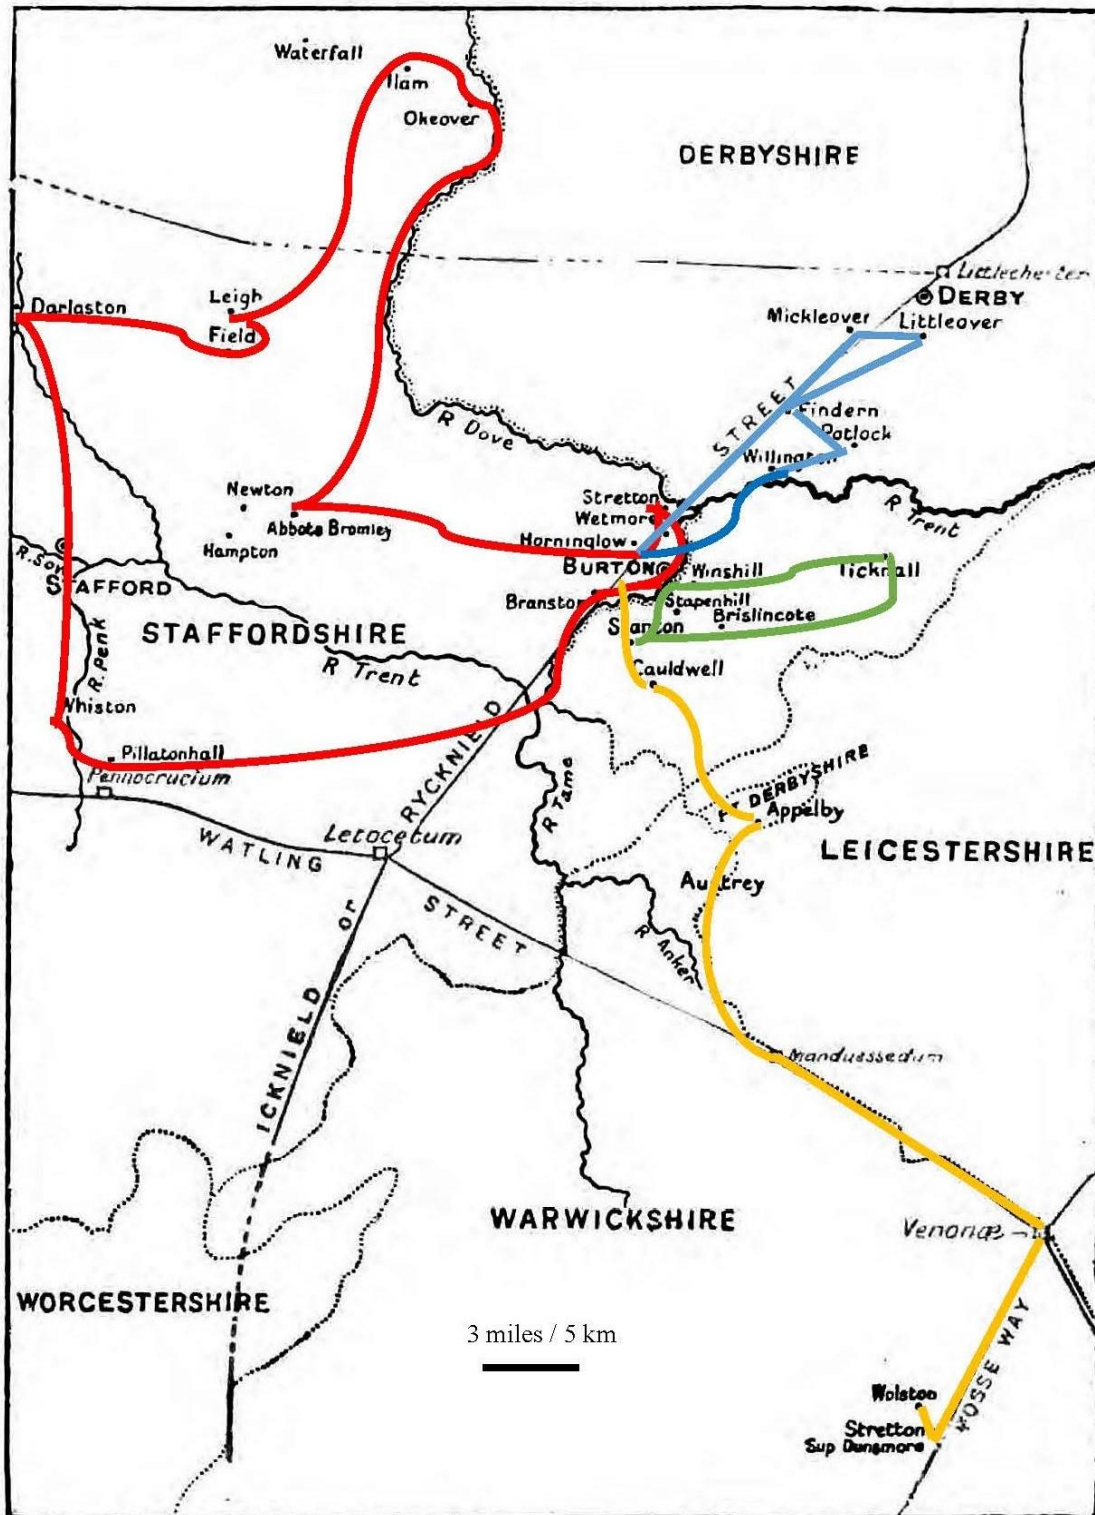 Waterfall
Ilam
Okeover
DERBYSHIRE
Littlechester
DERBY
Mickleover
Littleover
Leigh
Darlaston
Field
STREET
Findern
Potlock
Willington
R Dove
R Trent
Newton
Abbots Bromley
Hampton
Stretton
Wetmore
Horninglow
BURTON
Winshill
Ticknall
Branston
Stapenhill
Brislincote
Stanton
Cauldwell
R. Sow
STAFFORD
STAFFORDSHIRE
R. Penk
R Trent
Whiston
Pillatonhall
Pennocrucium
RYCKNIELD
R Tame
PT. DERBYSHIRE
Appelby
WATLING
Letocetum
LEICESTERSHIRE
Austrey
STREET
or
R Anker
ICKNIELD
Manduessedum
WARWICKSHIRE
Venonæ
WORCESTERSHIRE
3 miles / 5 km
FOSSE WAY
Wolston
Stretton
Sup Dunsmore